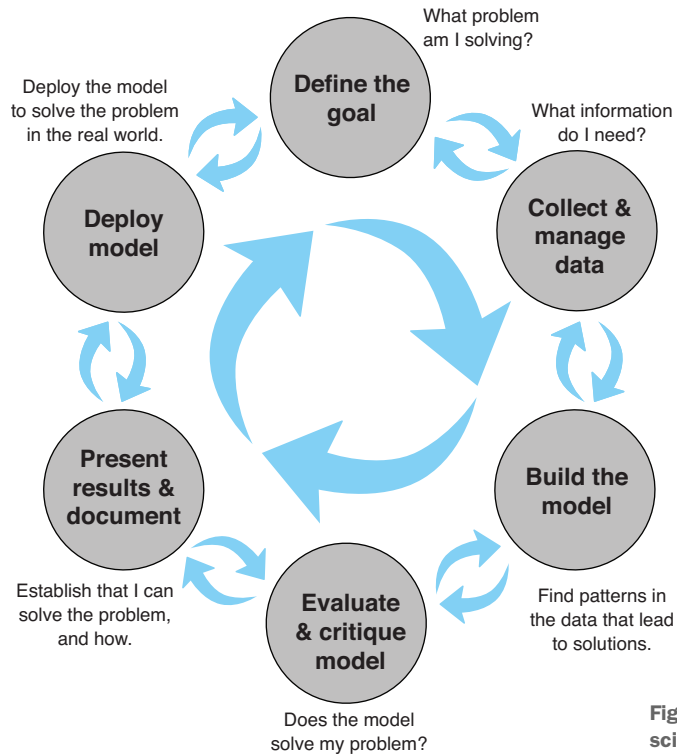 What problem
am I solving?
Define the
goal
Deploy the model
to solve the problem
in the real world.
What information
do I need?
Deploy
model
Collect &
manage
data
Present
results &
document
Build the
model
Establish that I can
solve the problem,
and how.
Evaluate
& critique
model
Find patterns in
the data that lead
to solutions.
Does the model
solve my problem?
Fig
sci